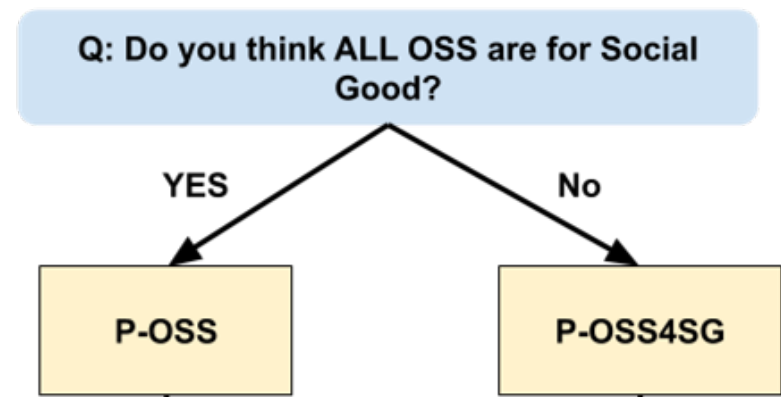 Q: Do you think ALL OSS are for Social
Good?
YES
No
P-OSS
P-OSS4SG